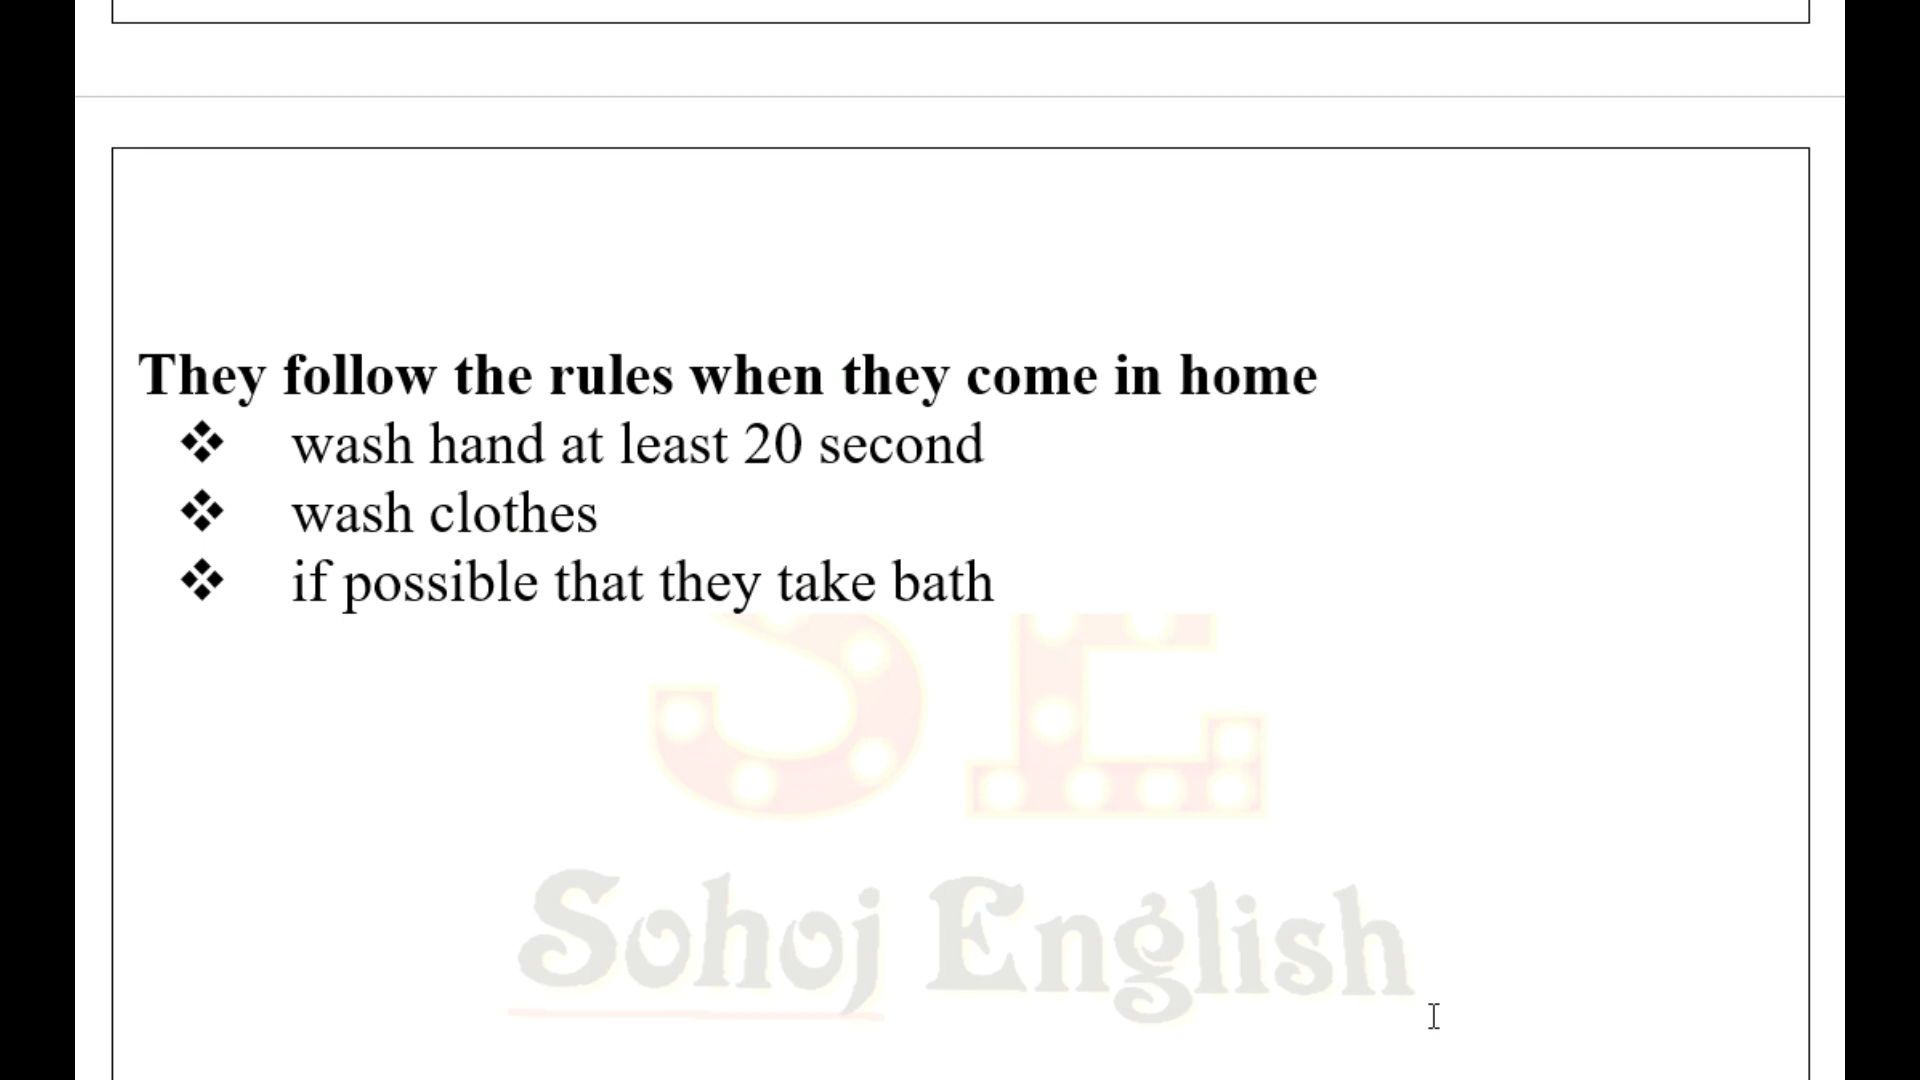 They follow the rules when they come in home
❖ wash hand at least 20 second
❖ wash clothes
❖ if possible that they take bath
SE
Sohoj English